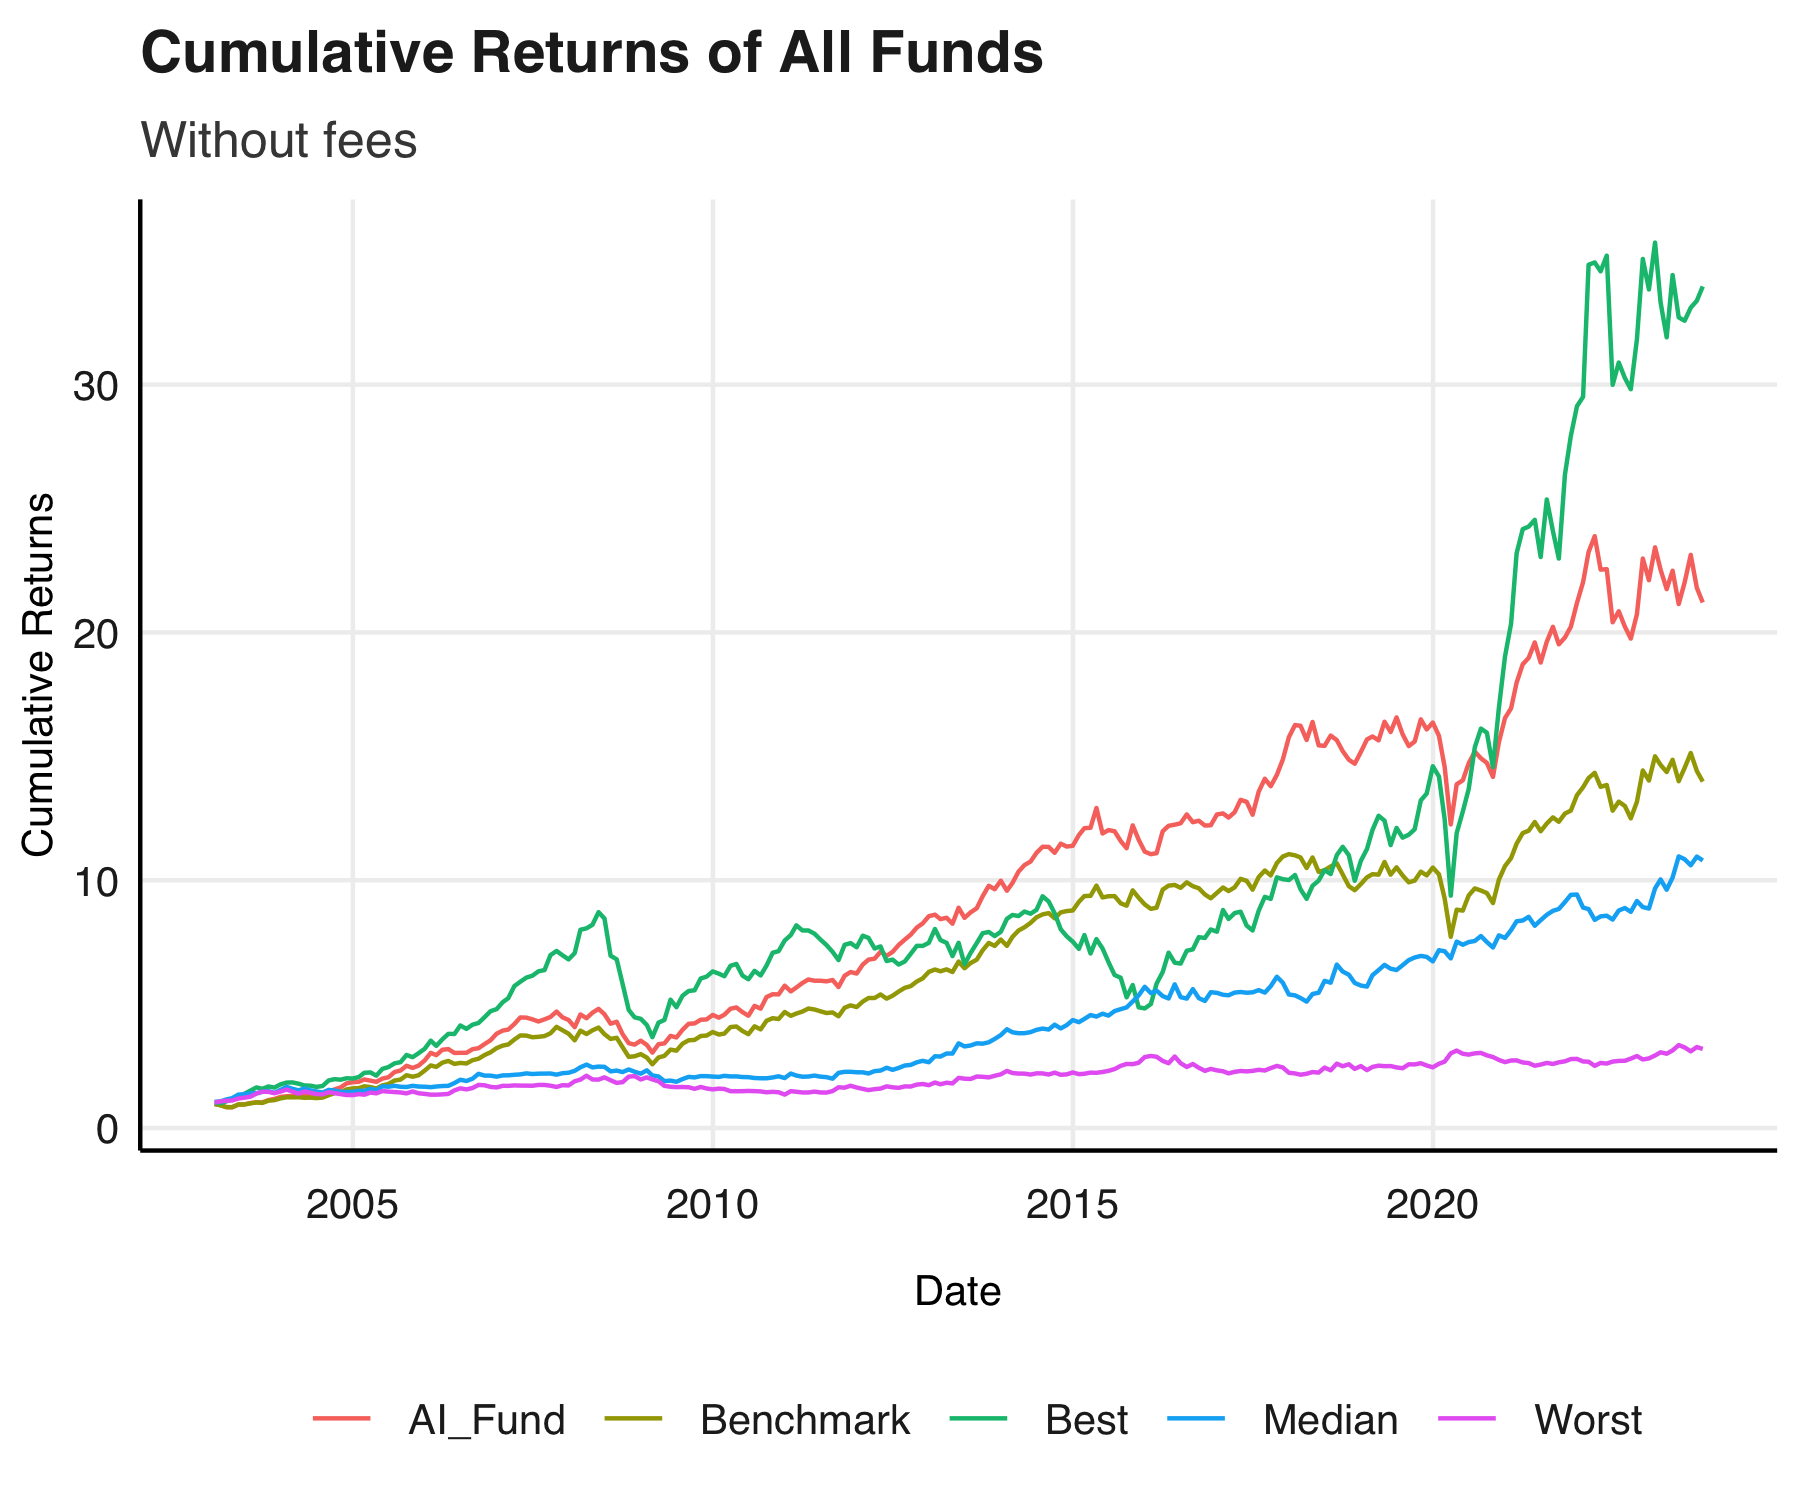 Cumulative Returns of All Funds
Without fees
Cumulative Returns
30
20
10
0
2005 2010 2015 2020
Date
AI_Fund Benchmark Best Median Worst